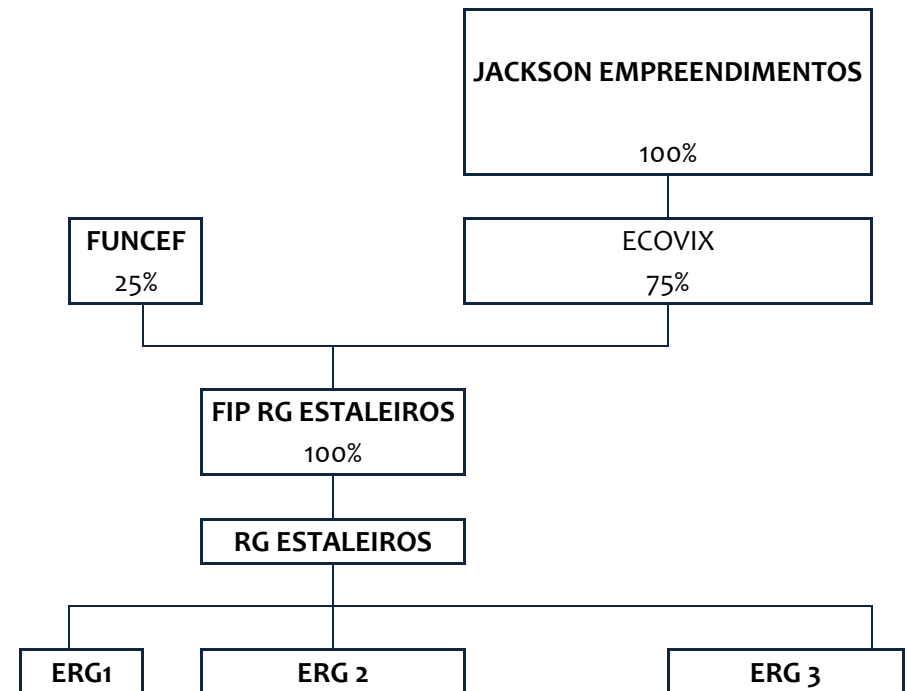 JACKSON EMPREENDIMENTOS
100%
FUNCEF
25%
ECOVIX
75%
FIP RG ESTALEIROS
100%
RG ESTALEIROS
ERG1
ERG 2
ERG 3